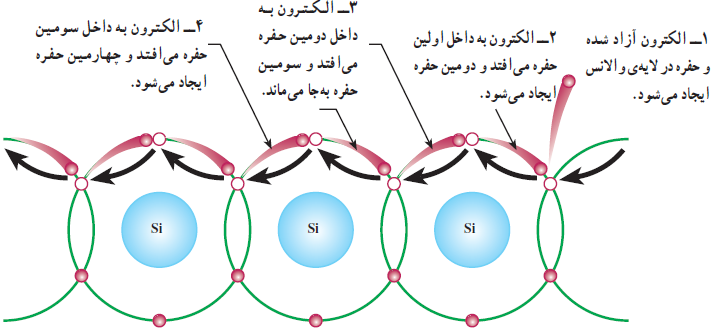 ۱ــ الکترون آزاد شده
و حفره در لایه‌ی والانس
ایجاد می‌شود.
۲ــ الکترون به داخل اولین
حفره می‌افتد و دومین حفره
ایجاد می‌شود.
۳ــ الکترون به
داخل دومین حفره
می‌افتد و سومین
حفره به‌جا می‌ماند.
۴ــ الکترون به داخل سومین
حفره می‌افتد و چهارمین حفره
ایجاد می‌شود.
Si
Si
Si